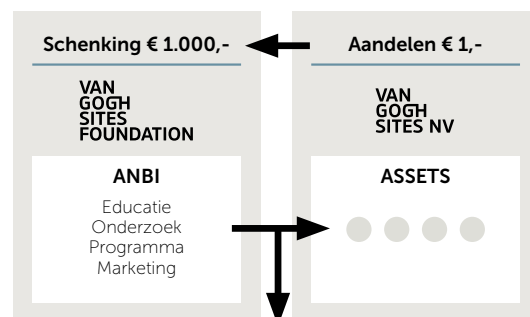 Schenking € 1.000,-
VAN
GOGH
SITES
FOUNDATION
ANBI
Educatie
Onderzoek
Programma
Marketing
Aandelen € 1,-
VAN
GOGH
SITES NV
ASSETS